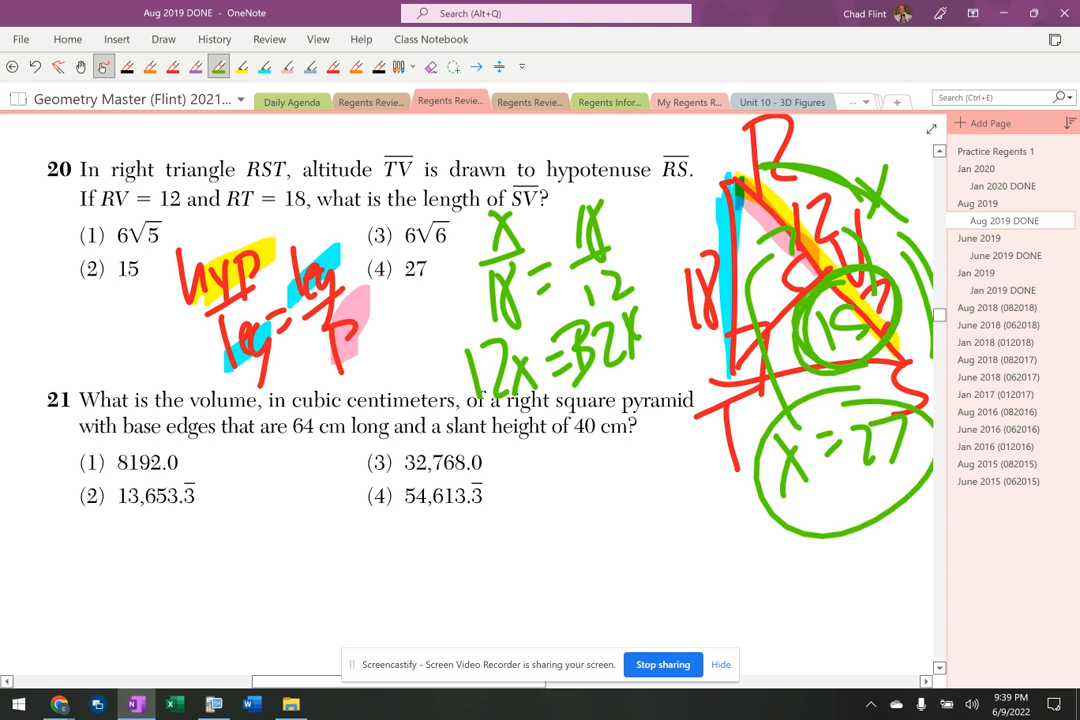 Aug 2019 DONE - OneNote
Search (Alt+Q)
Chad Flint
File Home Insert Draw History Review View Help Class Notebook
Geometry Master (Flint) 2021...
Daily Agenda
Regents Revie...
Regents Revie...
Regents Revie...
Regents Infor...
My Regents R...
Unit 10 - 3D Figures
...
Search (Ctrl+E)
Add Page
Practice Regents 1
Jan 2020
Jan 2020 DONE
Aug 2019
Aug 2019 DONE
June 2019
June 2019 DONE
Jan 2019
Jan 2019 DONE
Aug 2018 (082018)
June 2018 (062018)
Jan 2018 (012018)
Aug 2017 (082017)
June 2017 (062017)
Jan 2017 (012017)
Aug 2016 (082016)
June 2016 (062016)
Jan 2016 (012016)
Aug 2015 (082015)
June 2015 (062015)
20 In right triangle RST, altitude T̅V̅ is drawn to hypotenuse R̅S̅.
If RV = 12 and RT = 18, what is the length of S̅V̅?
(1) 6√5
(3) 6√6
(2) 15
(4) 27
hyp/leg = leg/p
x/18 = 18/12
R
12
x
18
?
15
T
S
x = 27
21 What is the volume, in cubic centimeters, of a right square pyramid
with base edges that are 64 cm long and a slant height of 40 cm?
(1) 8192.0
(3) 32,768.0
(2) 13,653.3̅
(4) 54,613.3̅
Screencastify - Screen Video Recorder is sharing your screen.
Stop sharing
Hide
9:39 PM
6/9/2022